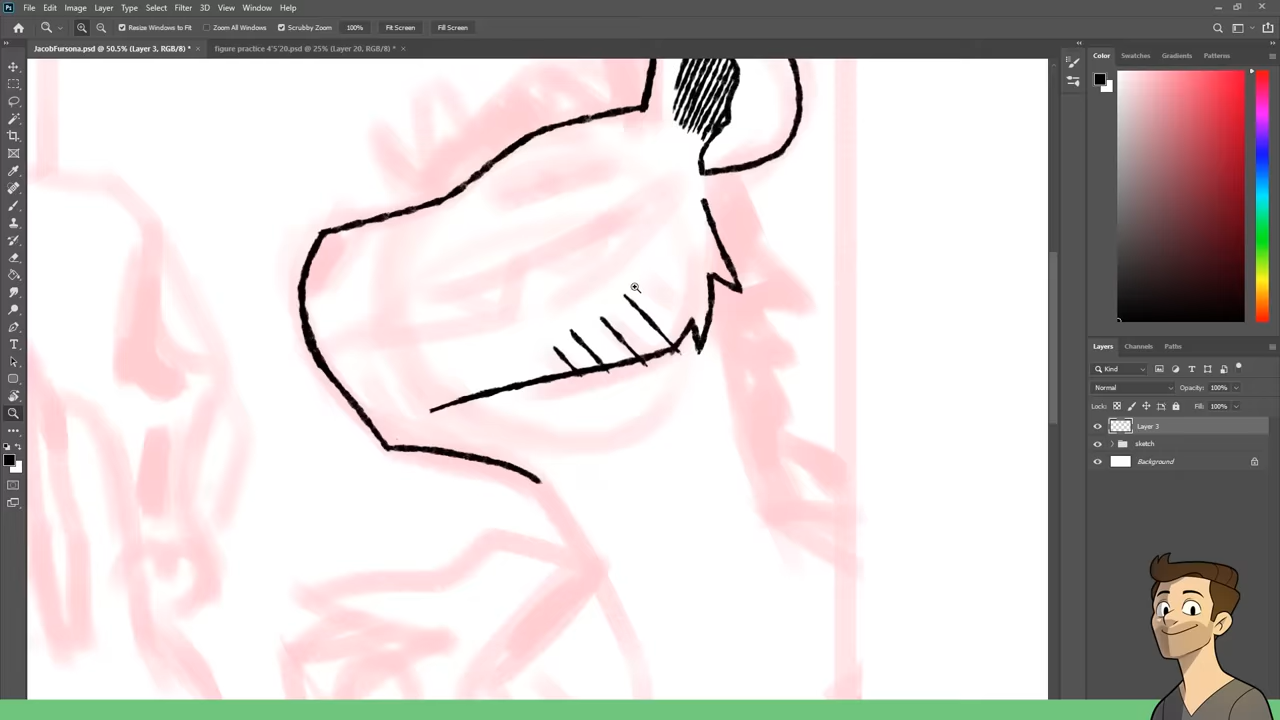 Ps File Edit Image Layer Type Select Filter 3D View Window Help
Resize Windows to Fit Zoom All Windows Scrubby Zoom 100% Fit Screen Fill Screen
JacobFursona.psd @ 50.5% (Layer 3, RGB/8) * × figure practice 4'5'20.psd @ 25% (Layer 20, RGB/8) * ×
Color Swatches Gradients Patterns
Layers Channels Paths
Kind
Normal Opacity: 100%
Lock: Fill: 100%
Layer 3
sketch
Background